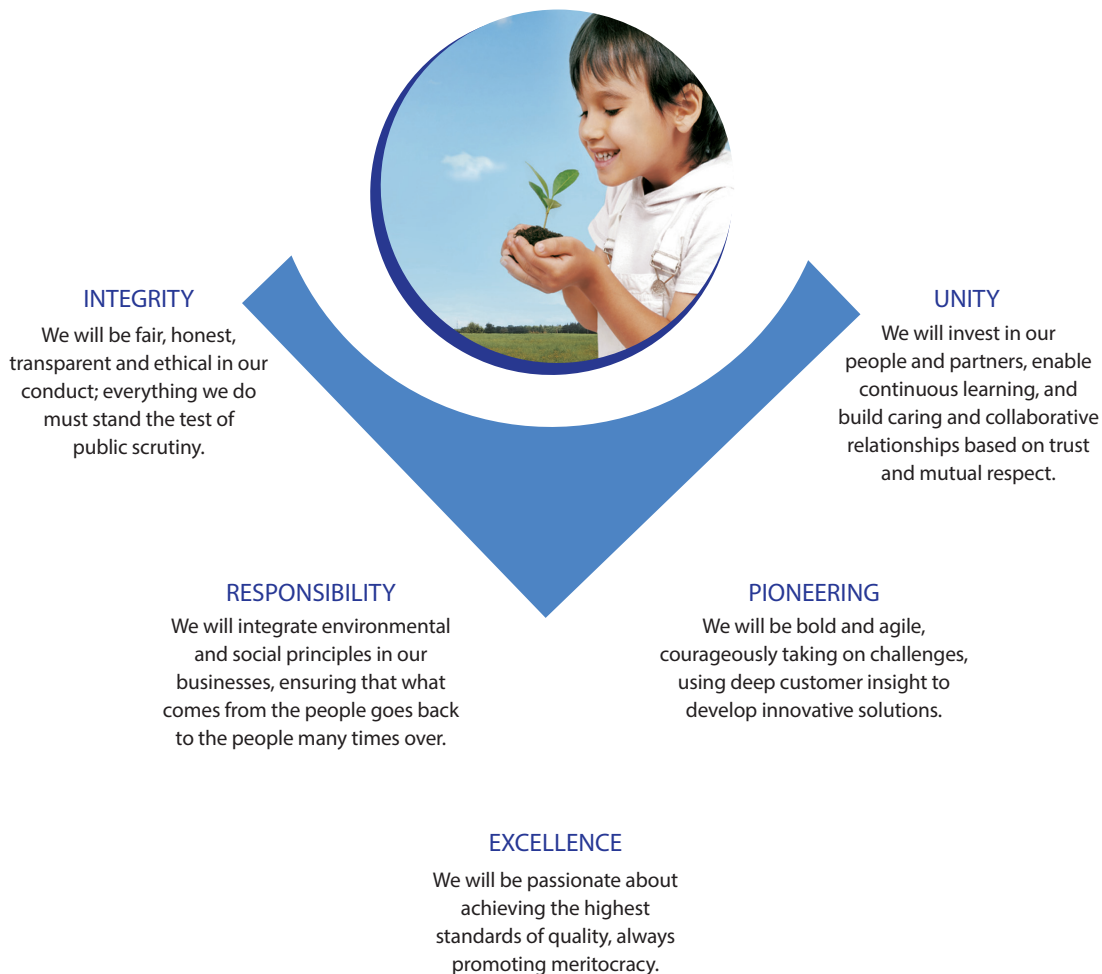 INTEGRITY
We will be fair, honest,
transparent and ethical in our
conduct; everything we do
must stand the test of
public scrutiny.
UNITY
We will invest in our
people and partners, enable
continuous learning, and
build caring and collaborative
relationships based on trust
and mutual respect.
RESPONSIBILITY
We will integrate environmental
and social principles in our
businesses, ensuring that what
comes from the people goes back
to the people many times over.
PIONEERING
We will be bold and agile,
courageously taking on challenges,
using deep customer insight to
develop innovative solutions.
EXCELLENCE
We will be passionate about
achieving the highest
standards of quality, always
promoting meritocracy.